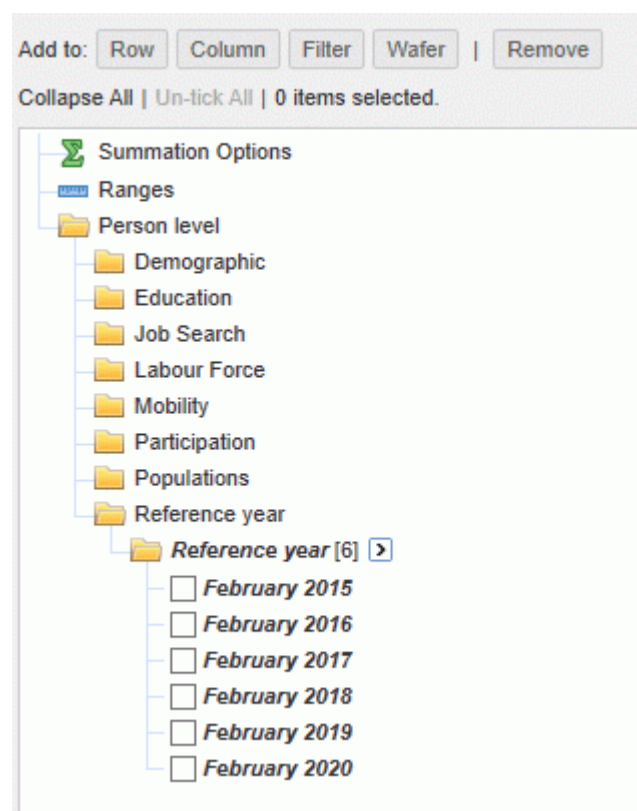 Add to: Row Column Filter Wafer | Remove
Collapse All | Un-tick All | 0 items selected.
Summation Options
Ranges
Person level
Demographic
Education
Job Search
Labour Force
Mobility
Participation
Populations
Reference year
Reference year [6]
February 2015
February 2016
February 2017
February 2018
February 2019
February 2020